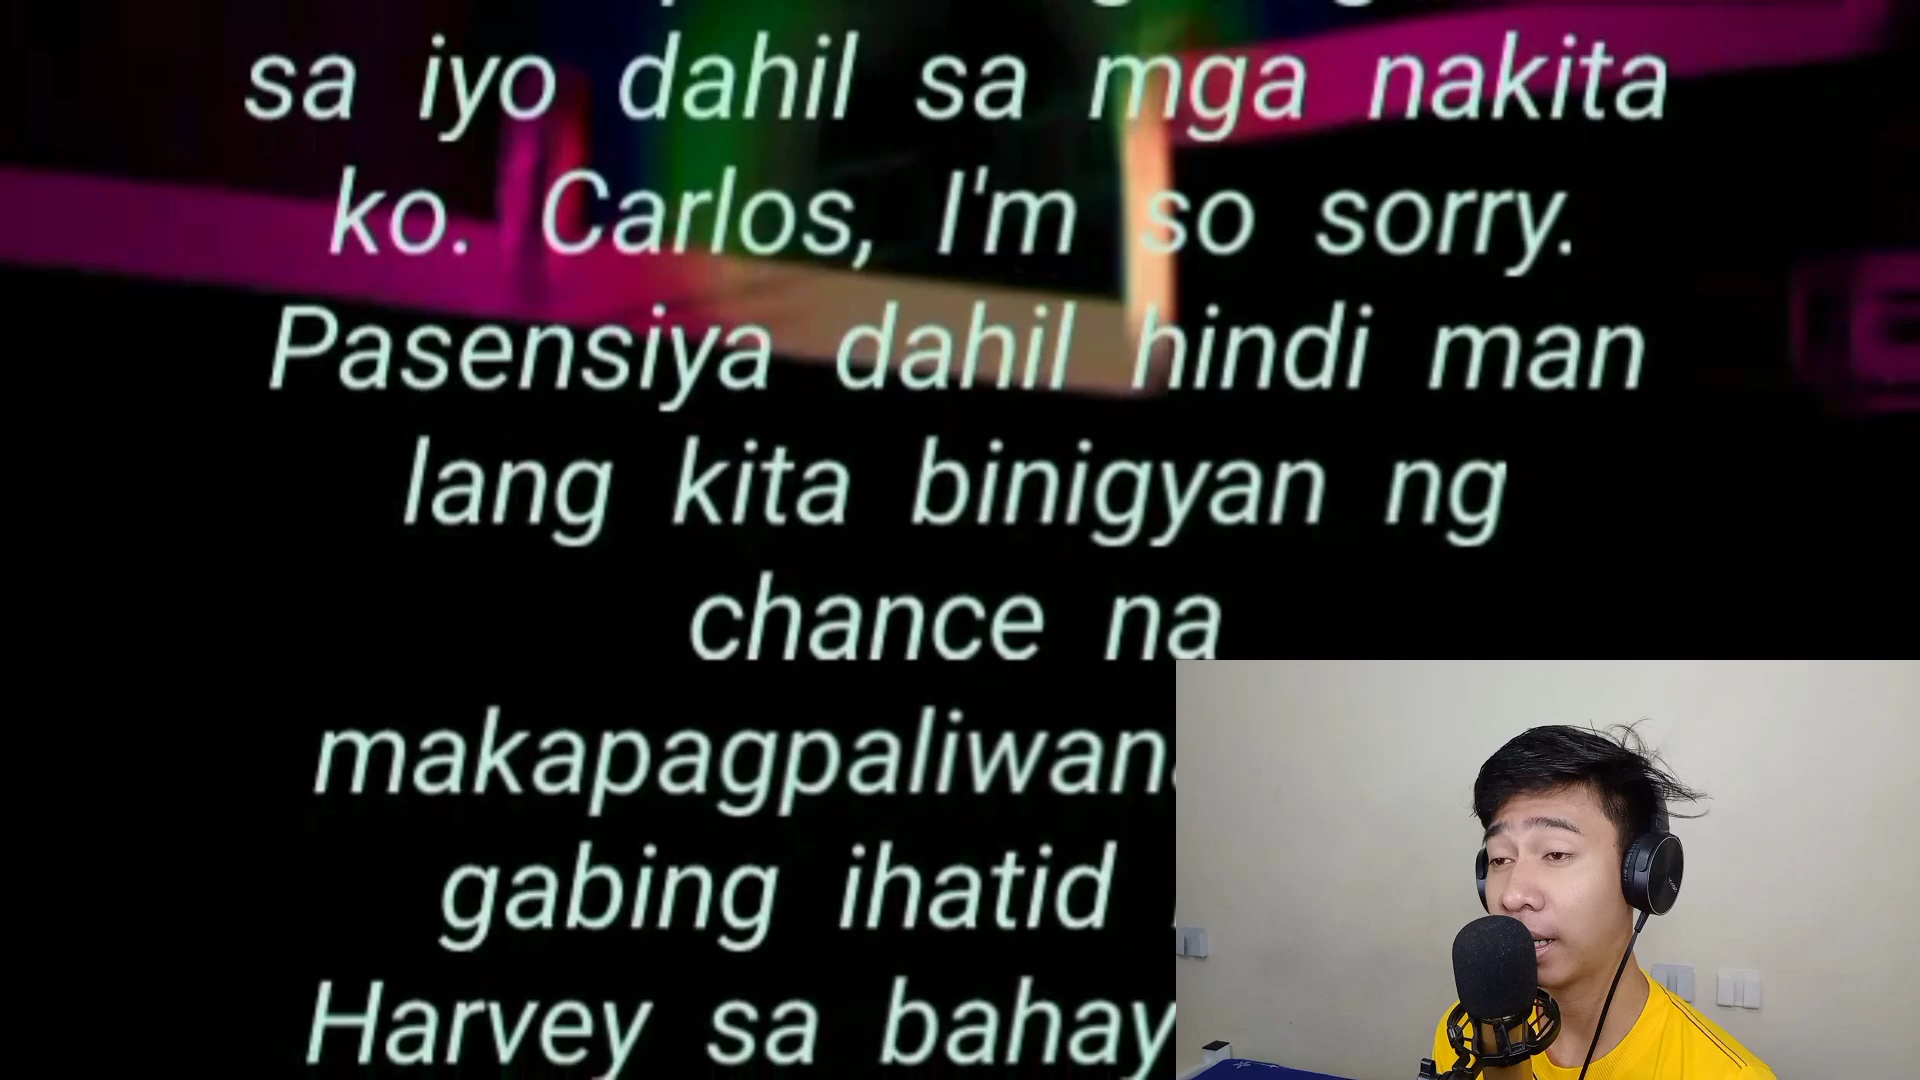 sa iyo dahil sa mga nakita
ko. Carlos, I'm so sorry.
Pasensiya dahil hindi man
lang kita binigyan ng
chance na
gabing ihatid
Harvey sa bahay